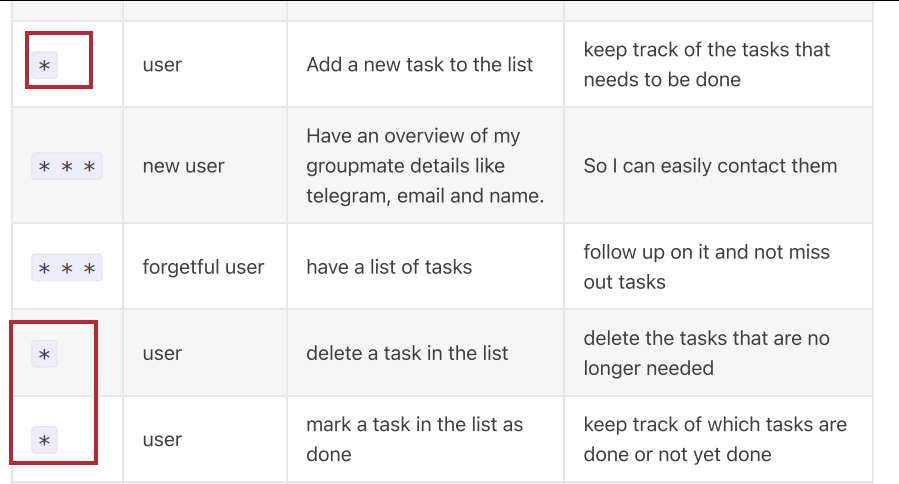 * user Add a new task to the list keep track of the tasks that
needs to be done
* * * new user Have an overview of my
groupmate details like
telegram, email and name. So I can easily contact them
* * * forgetful user have a list of tasks follow up on it and not miss
out tasks
* user delete a task in the list delete the tasks that are no
longer needed
* user mark a task in the list as
done keep track of which tasks are
done or not yet done